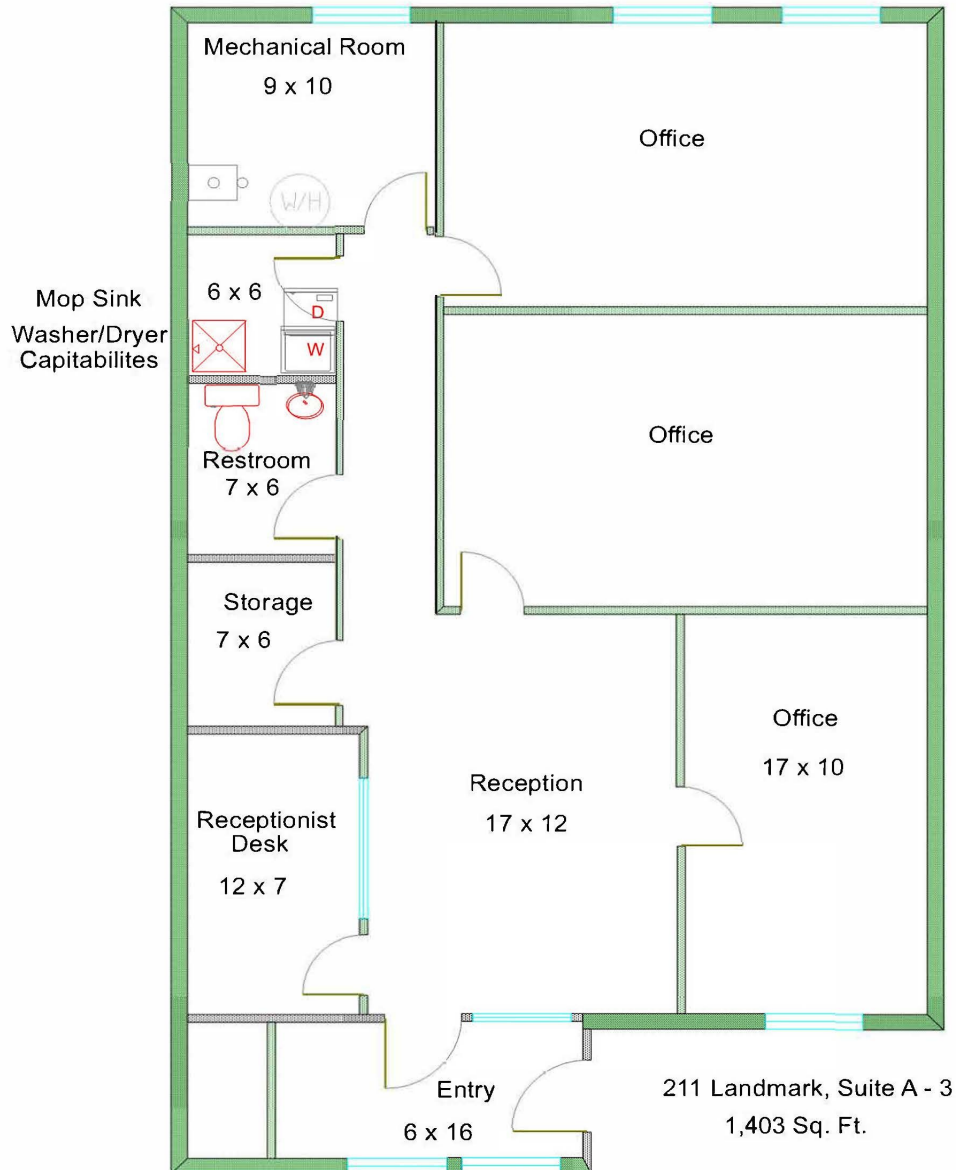 Mechanical Room
9 x 10
Office
W/H
6 x 6
D
W
Mop Sink
Washer/Dryer
Capitabilites
Office
Restroom
7 x 6
Storage
7 x 6
Office
17 x 10
Reception
17 x 12
Receptionist
Desk
12 x 7
Entry
6 x 16
211 Landmark, Suite A - 3
1,403 Sq. Ft.